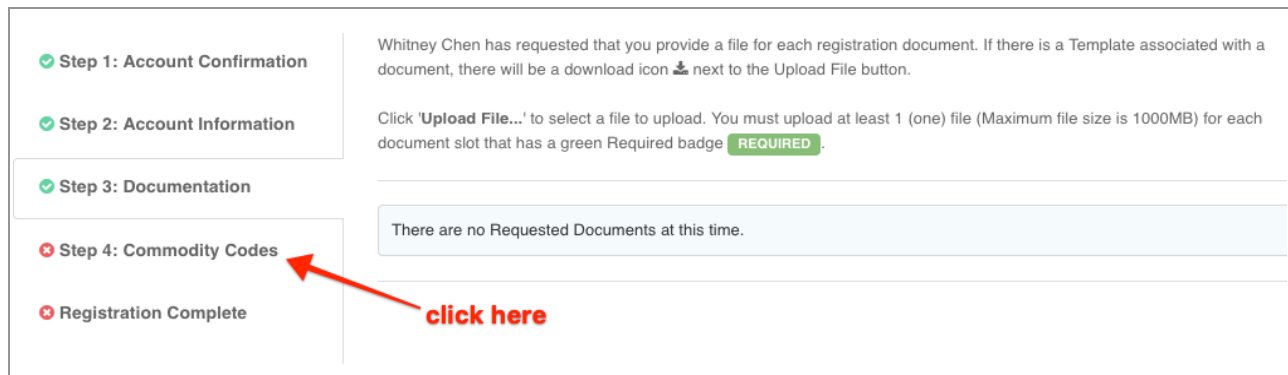 Step 1: Account Confirmation
Step 2: Account Information
Step 3: Documentation
Step 4: Commodity Codes
Registration Complete
Whitney Chen has requested that you provide a file for each registration document. If there is a Template associated with a
document, there will be a download icon next to the Upload File button.
Click 'Upload File...' to select a file to upload. You must upload at least 1 (one) file (Maximum file size is 1000MB) for each
document slot that has a green Required badge REQUIRED .
There are no Requested Documents at this time.
click here